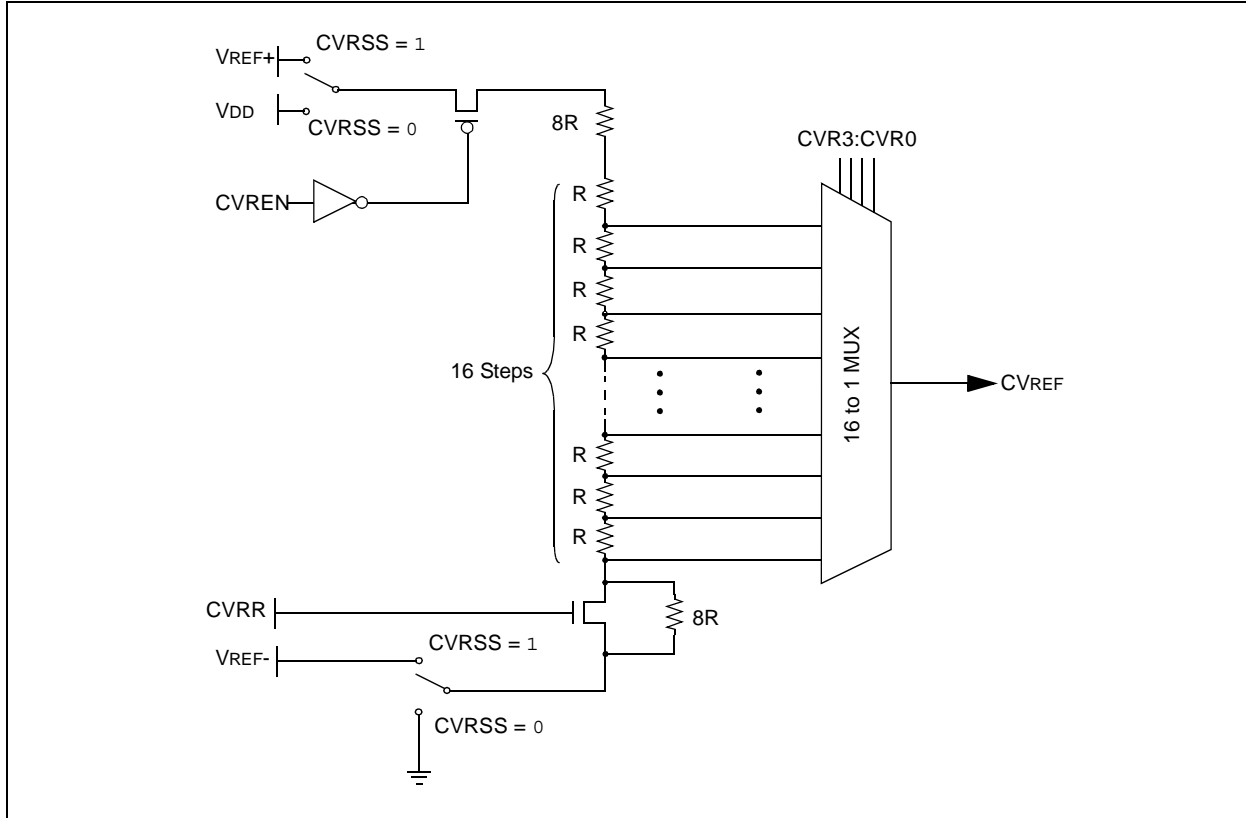 CVRSS = 1
VREF+
VDD
CVRSS = 0
8R
CVR3:CVR0
CVREN
R
R
R
R
16 Steps
16 to 1 MUX
CVREF
R
R
R
CVRR
8R
CVRSS = 1
VREF-
CVRSS = 0